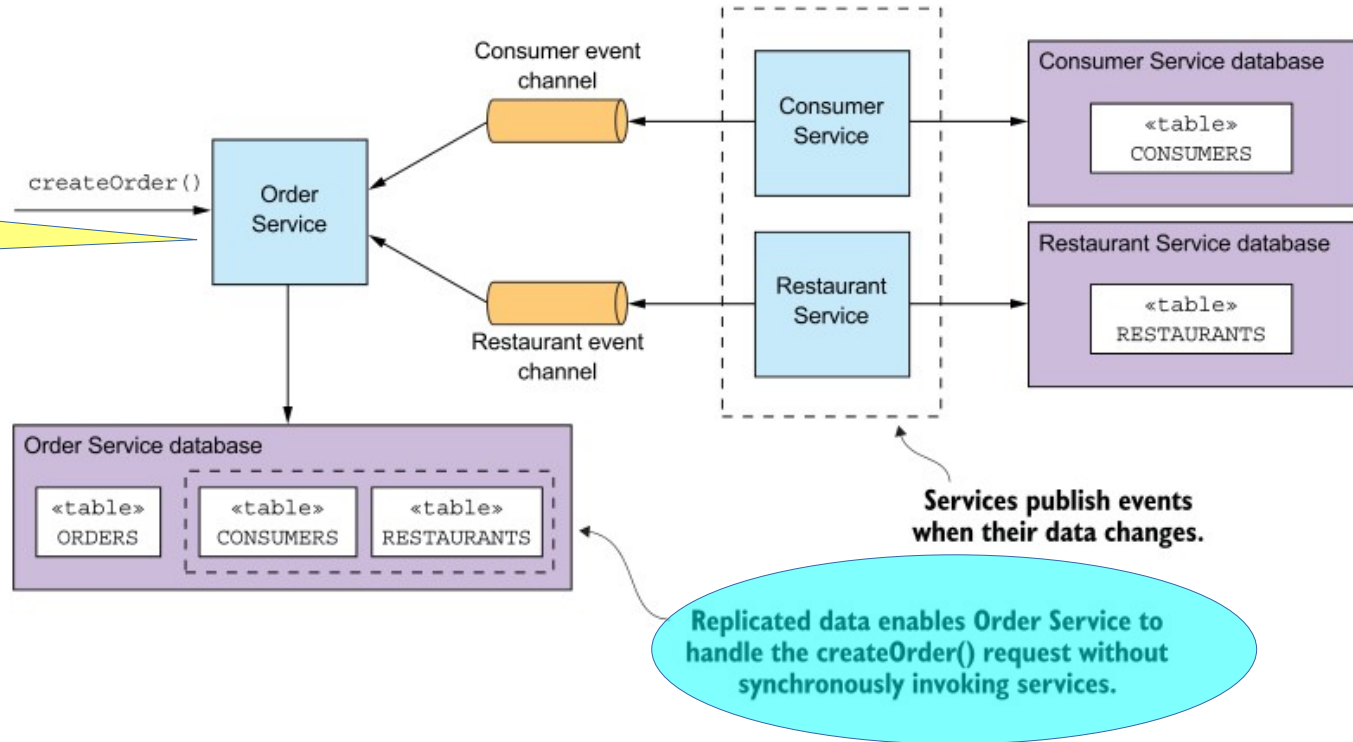 Consumer event
channel
Consumer
Service
Consumer Service database
«table»
CONSUMERS
createOrder()
Order
Service
Restaurant event
channel
Restaurant
Service
Restaurant Service database
«table»
RESTAURANTS
Order Service database
«table»
ORDERS
«table»
CONSUMERS
«table»
RESTAURANTS
Services publish events
when their data changes.
Replicated data enables Order Service to
handle the createOrder() request without
synchronously invoking services.